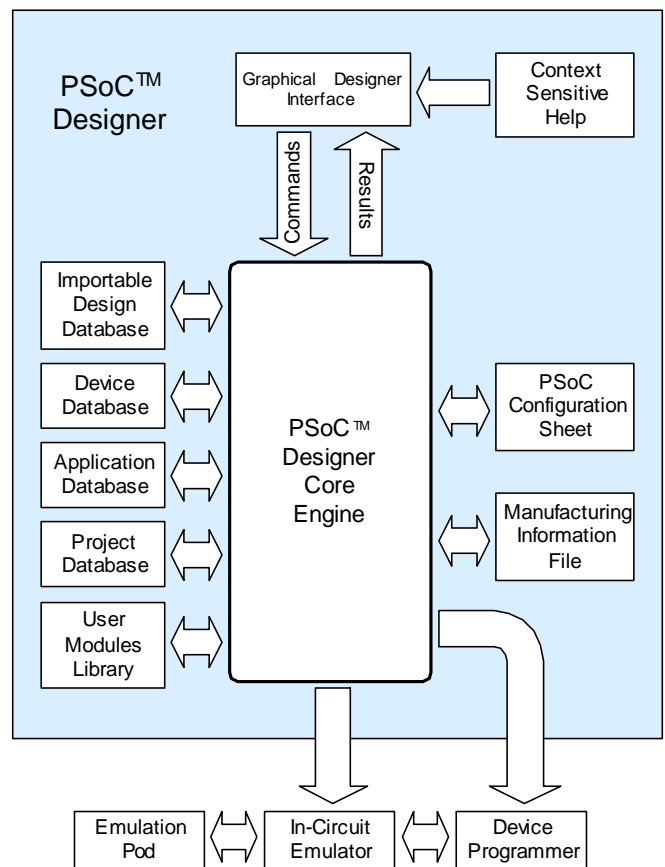 PSoC™
Designer
Graphical Designer
Interface
Context
Sensitive
Help
Commands
Results
Importable
Design
Database
Device
Database
Application
Database
Project
Database
User
Modules
Library
PSoC™
Designer
Core
Engine
PSoC
Configuration
Sheet
Manufacturing
Information
File
Emulation
Pod
In-Circuit
Emulator
Device
Programmer